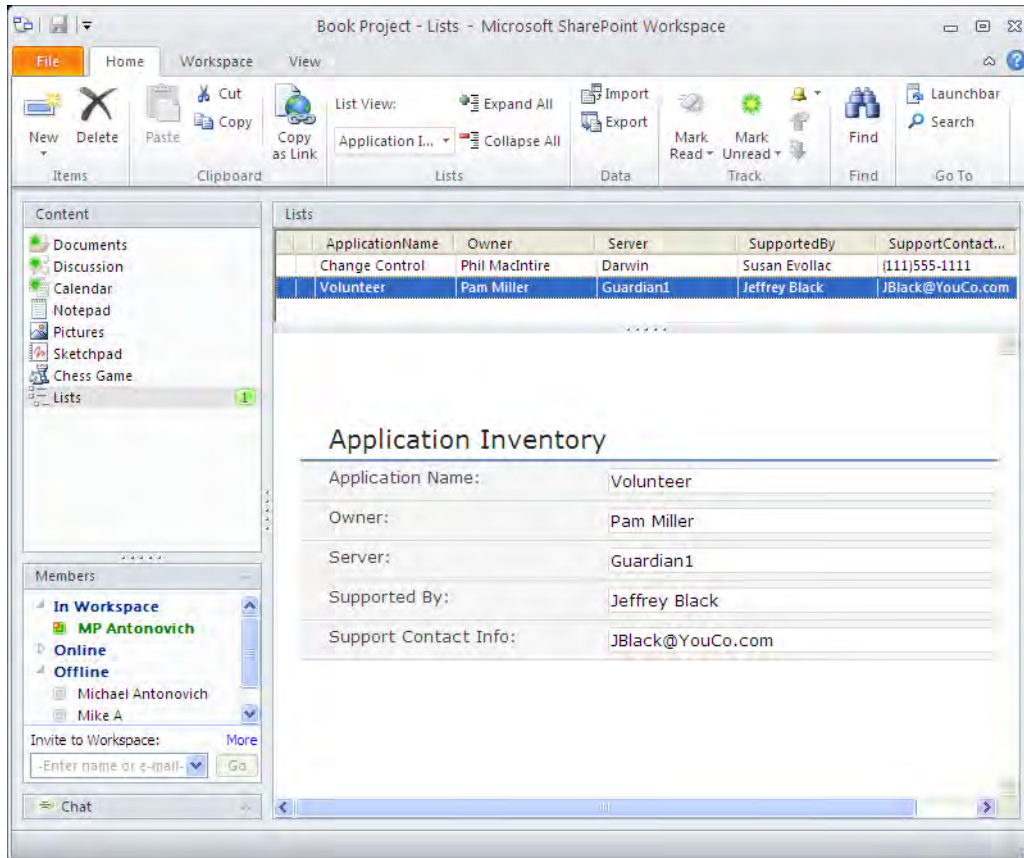 Book Project - Lists - Microsoft SharePoint Workspace
File Home Workspace View
New
Delete
Items
Paste
Cut
Copy
Copy as Link
Clipboard
List View:
Application I...
Expand All
Collapse All
Lists
Import
Export
Data
Mark Read
Mark Unread
Track
Find
Find
Launchbar
Search
Go To
Content
Documents
Discussion
Calendar
Notepad
Pictures
Sketchpad
Chess Game
Lists 1
Lists
ApplicationName Owner Server SupportedBy SupportContact...
Change Control Phil MacIntire Darwin Susan Evollac (111)555-1111
Volunteer Pam Miller Guardian1 Jeffrey Black JBlack@YouCo.com
Application Inventory
Application Name: Volunteer
Owner: Pam Miller
Server: Guardian1
Supported By: Jeffrey Black
Support Contact Info: JBlack@YouCo.com
Members
In Workspace
MP Antonovich
Online
Offline
Michael Antonovich
Mike A
Invite to Workspace: More
-Enter name or e-mail- Go
Chat